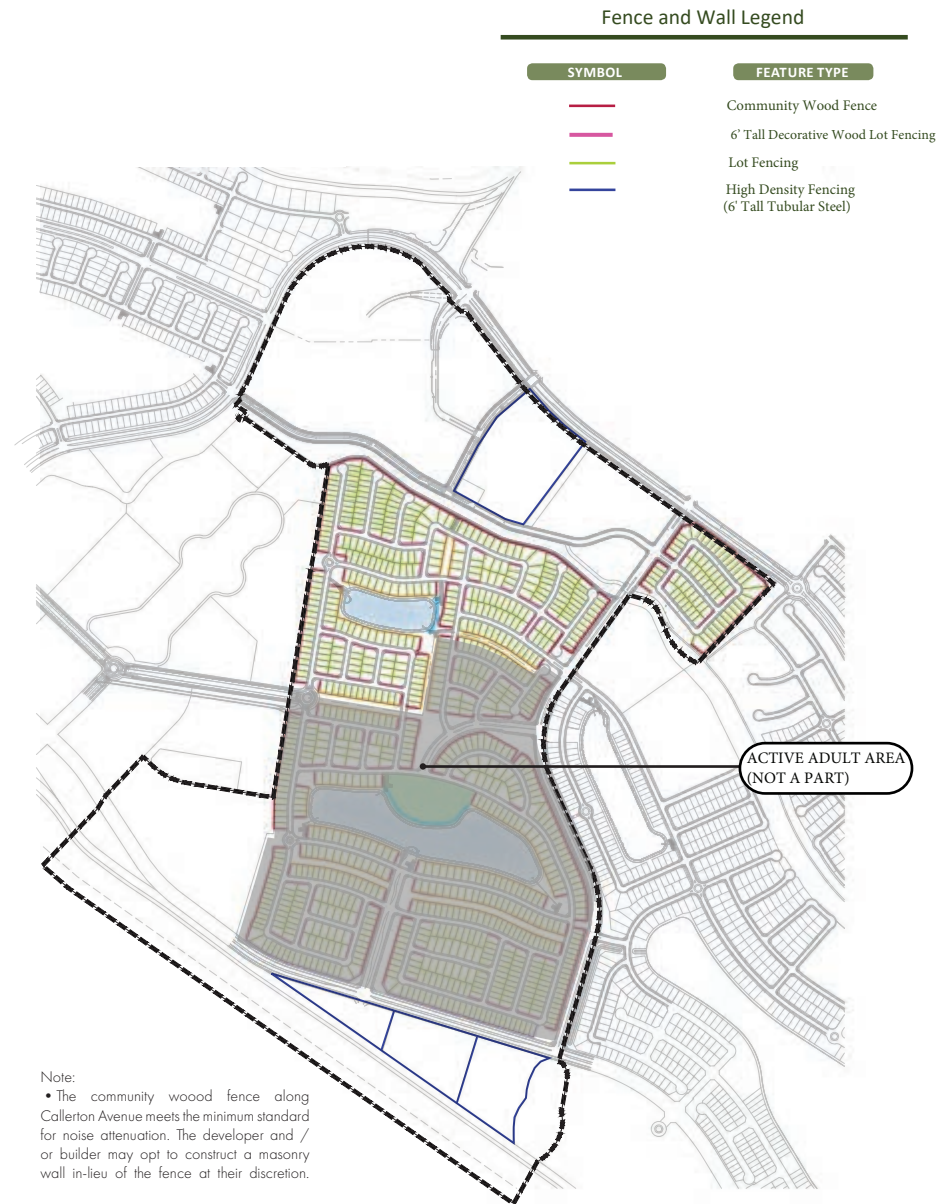 Fence and Wall Legend
SYMBOL
FEATURE TYPE
Community Wood Fence
6' Tall Decorative Wood Lot Fencing
Lot Fencing
High Density Fencing
(6' Tall Tubular Steel)
ACTIVE ADULT AREA
(NOT A PART)
Note:
• The community woood fence along
Callerton Avenue meets the minimum standard
for noise attenuation. The developer and /
or builder may opt to construct a masonry
wall in-lieu of the fence at their discretion.